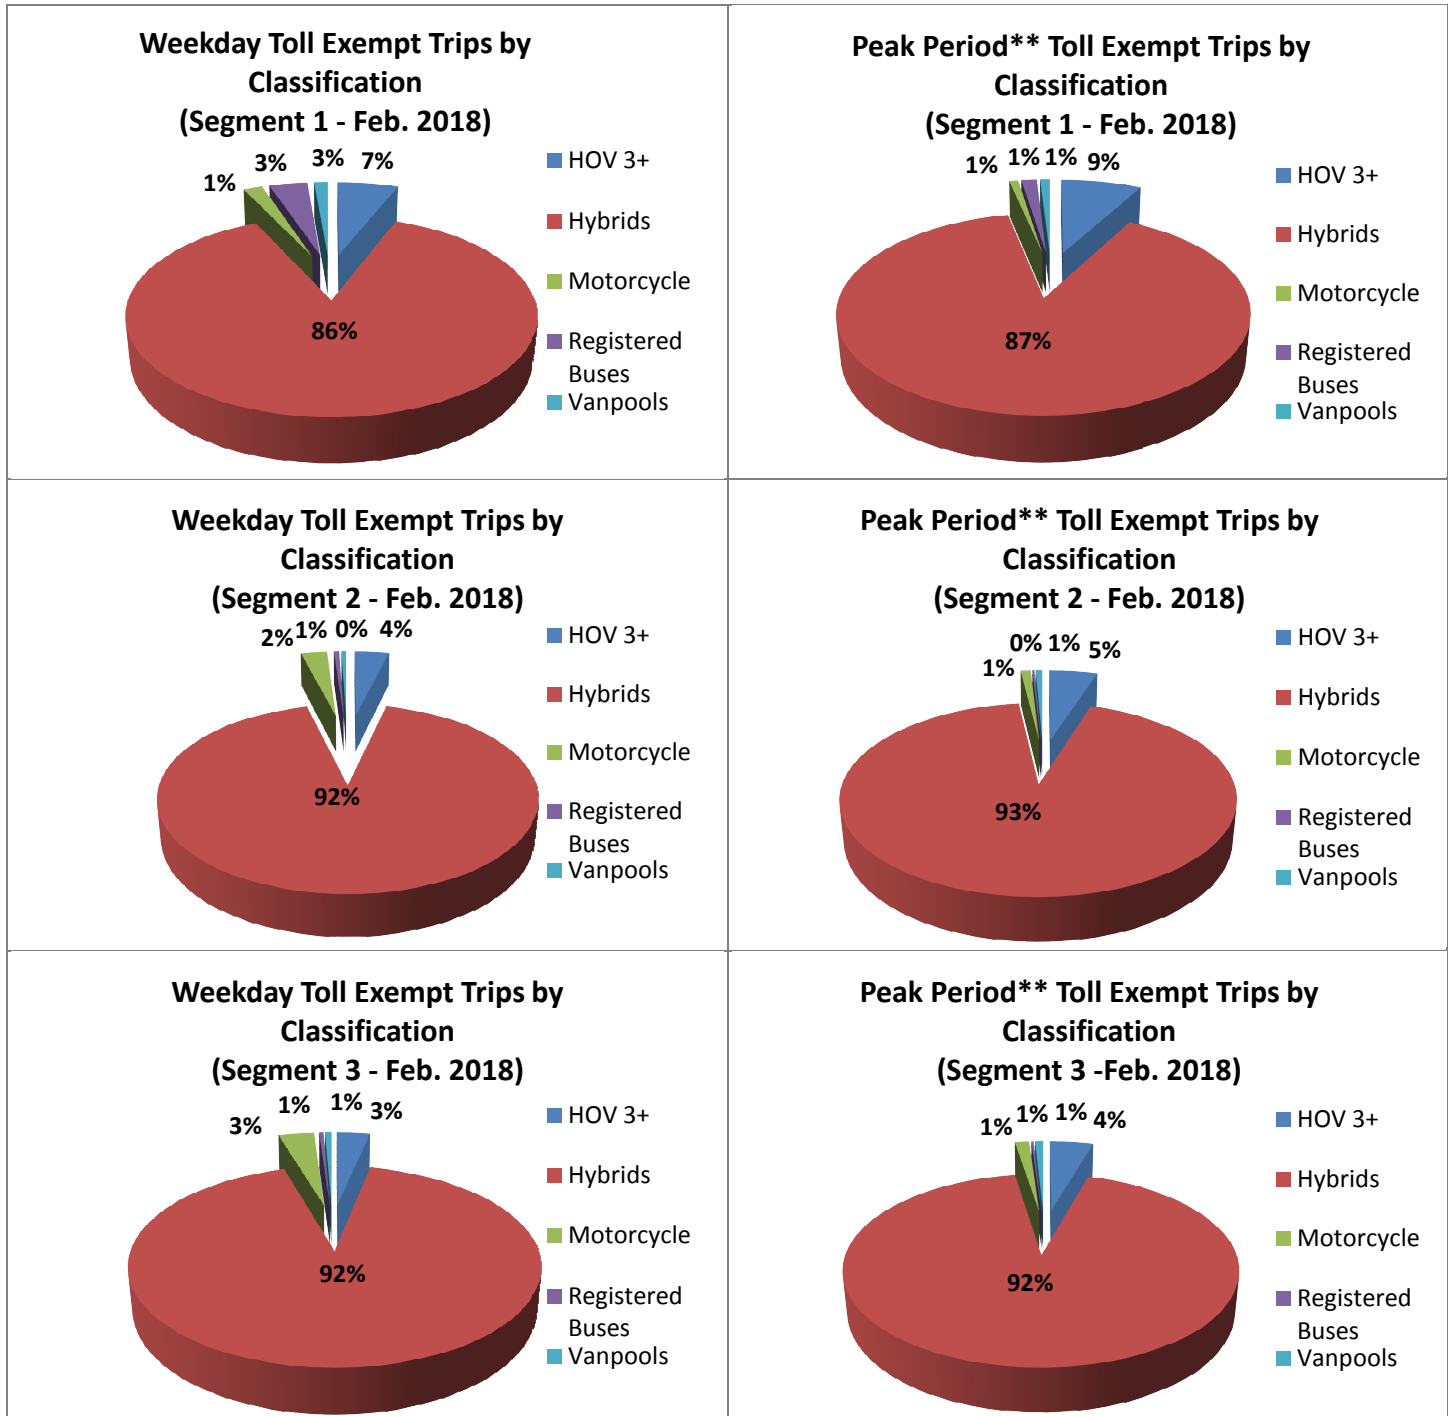 Weekday Toll Exempt Trips by
Classification
(Segment 1 - Feb. 2018)
1%
3%
3%
7%
86%
HOV 3+
Hybrids
Motorcycle
Registered
Buses
Vanpools
Peak Period** Toll Exempt Trips by
Classification
(Segment 1 - Feb. 2018)
1%
1%
1%
9%
87%
HOV 3+
Hybrids
Motorcycle
Registered
Buses
Vanpools
Weekday Toll Exempt Trips by
Classification
(Segment 2 - Feb. 2018)
2%
1%
0%
4%
92%
HOV 3+
Hybrids
Motorcycle
Registered
Buses
Vanpools
Peak Period** Toll Exempt Trips by
Classification
(Segment 2 - Feb. 2018)
1%
0%
1%
5%
93%
HOV 3+
Hybrids
Motorcycle
Registered
Buses
Vanpools
Weekday Toll Exempt Trips by
Classification
(Segment 3 - Feb. 2018)
3%
1%
1%
3%
92%
HOV 3+
Hybrids
Motorcycle
Registered
Buses
Vanpools
Peak Period** Toll Exempt Trips by
Classification
(Segment 3 -Feb. 2018)
1%
1%
1%
4%
92%
HOV 3+
Hybrids
Motorcycle
Registered
Buses
Vanpools